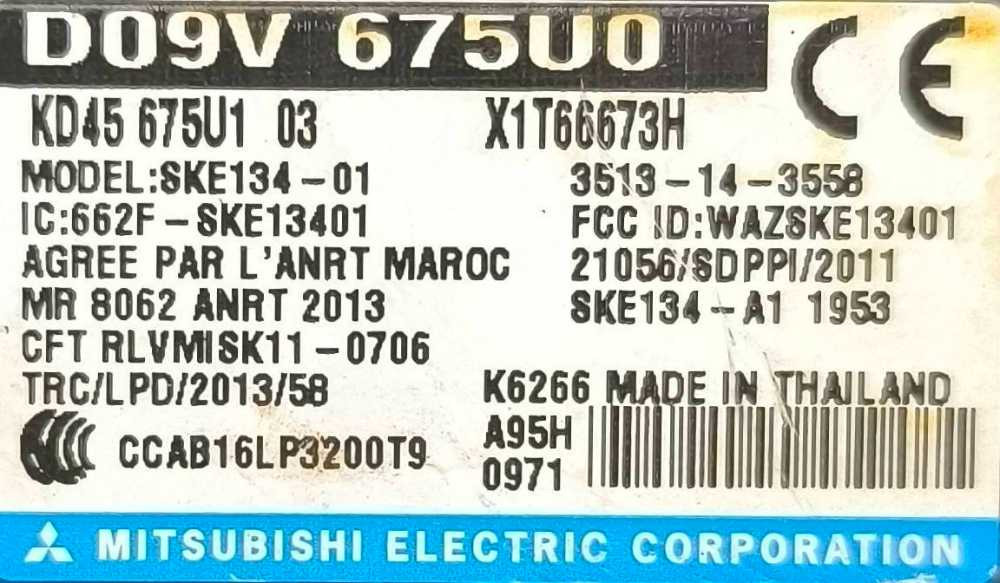 D09V 675U0
KD45 675U1 03 X1T66673H
MODEL:SKE134-01 3513-14-3558
IC:662F-SKE13401 FCC ID:WAZSKE13401
AGREE PAR L'ANRT MAROC 21056/SDPPI/2011
MR 8062 ANRT 2013 SKE134-A1 1953
CFT RLVMISK11-0706
TRC/LPD/2013/58 K6266 MADE IN THAILAND
CCAB16LP3200T9 A95H
0971
MITSUBISHI ELECTRIC CORPORATION